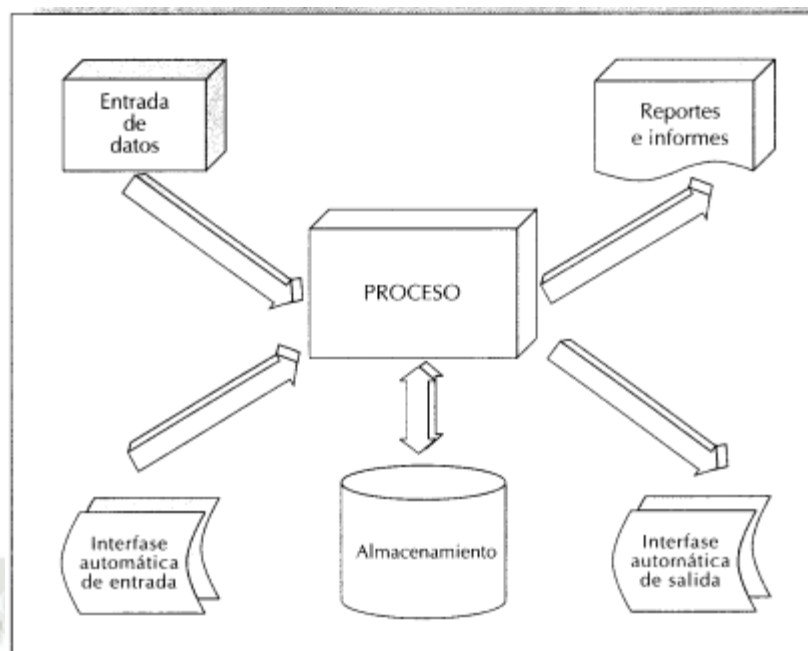 Entrada
de
datos
Reportes
e informes
PROCESO
Interfase
automática
de entrada
Almacenamiento
Interfase
automática
de salida